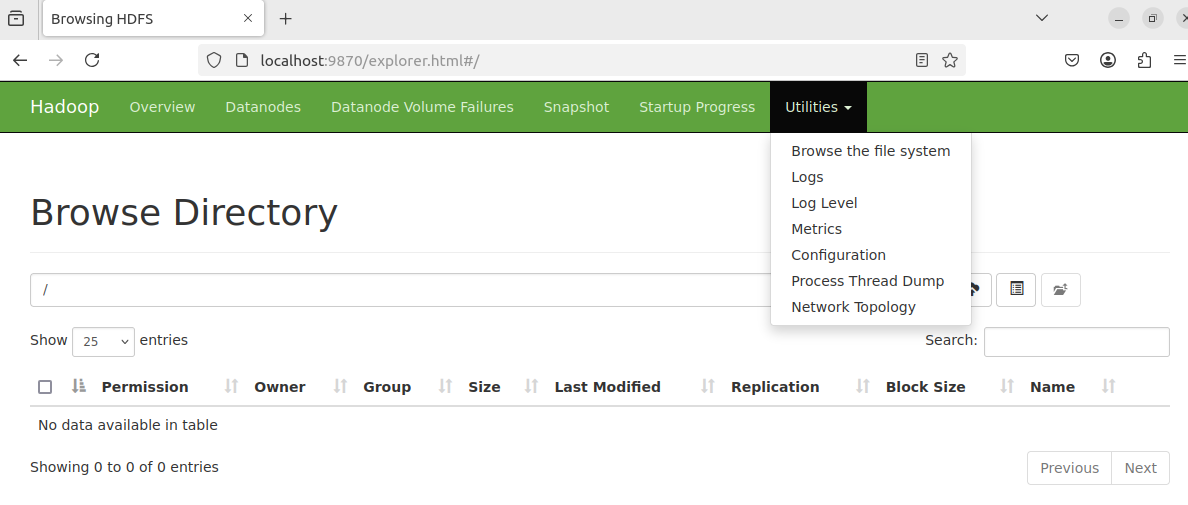 Browsing HDFS
localhost:9870/explorer.html#/
Hadoop Overview Datanodes Datanode Volume Failures Snapshot Startup Progress Utilities
Browse the file system
Logs
Log Level
Metrics
Configuration
Process Thread Dump
Network Topology
Browse Directory
/
Show 25 entries Search:
Permission Owner Group Size Last Modified Replication Block Size Name
No data available in table
Showing 0 to 0 of 0 entries Previous Next